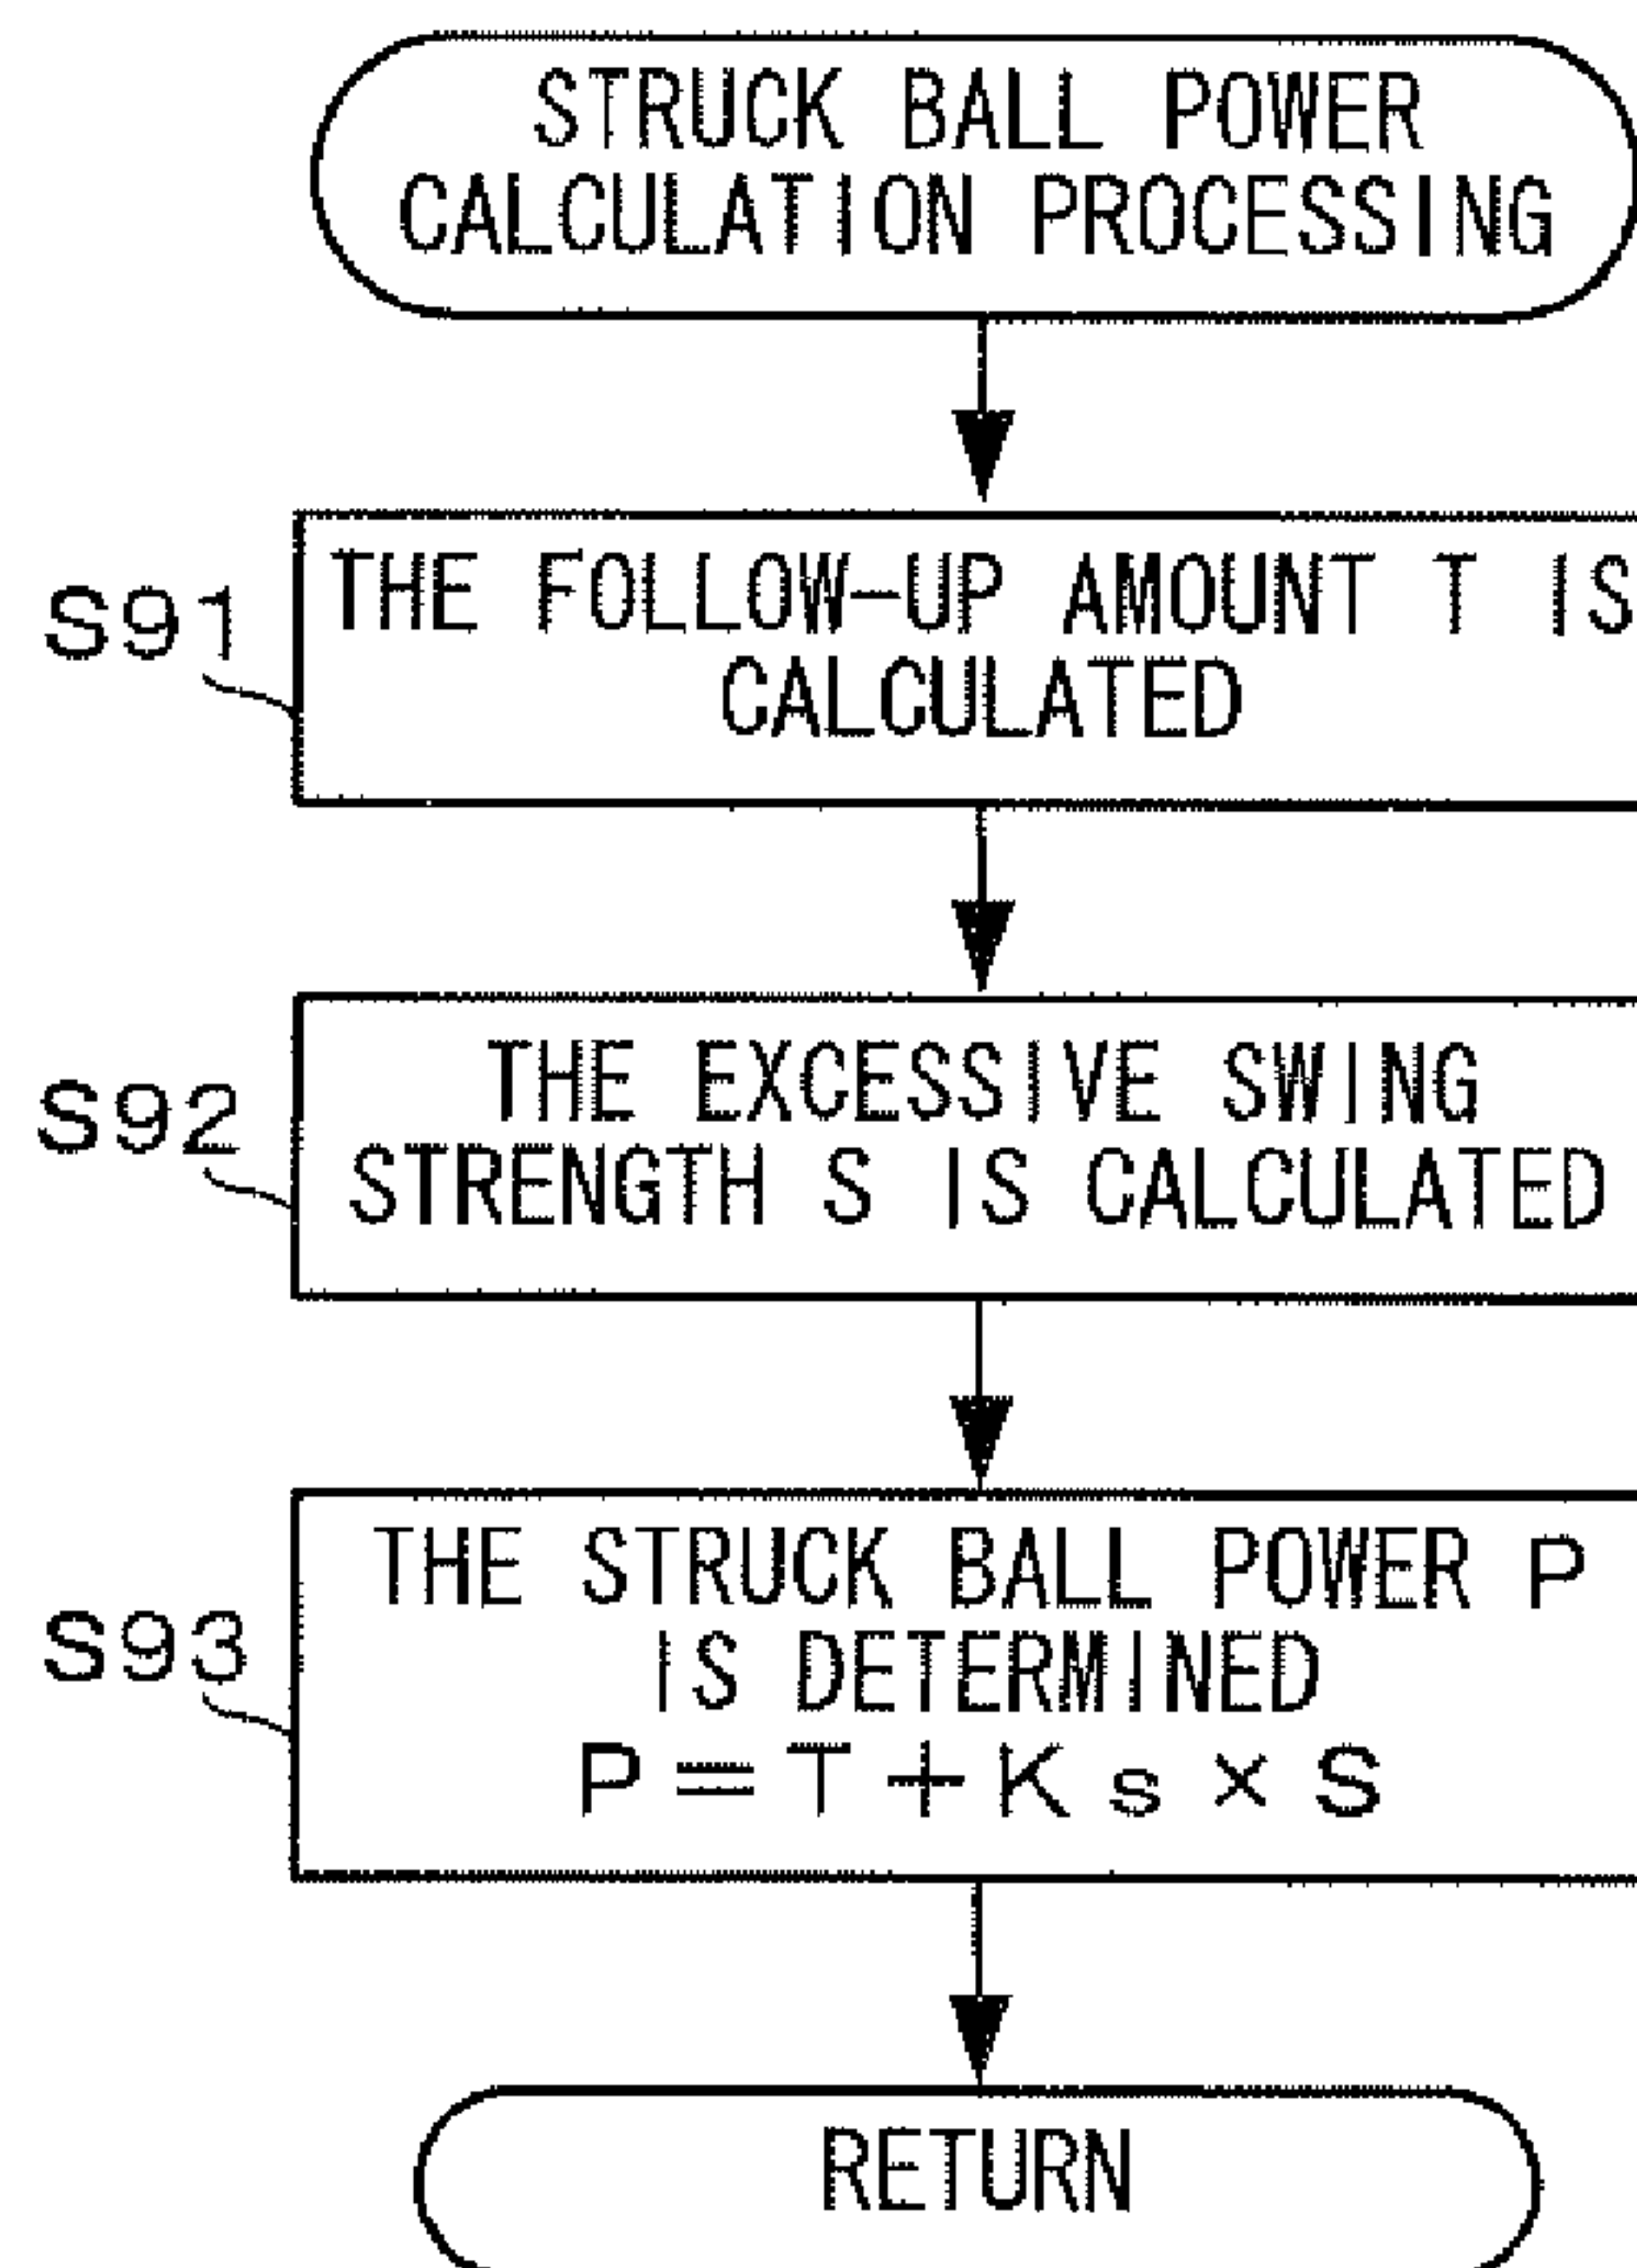 STRUCK BALL POWER
CALCULATION PROCESSING
S91
THE FOLLOW-UP AMOUNT T IS
CALCULATED
S92
THE EXCESSIVE SWING
STRENGTH S IS CALCULATED
S93
THE STRUCK BALL POWER P
IS DETERMINED
P=T+Ks×S
RETURN